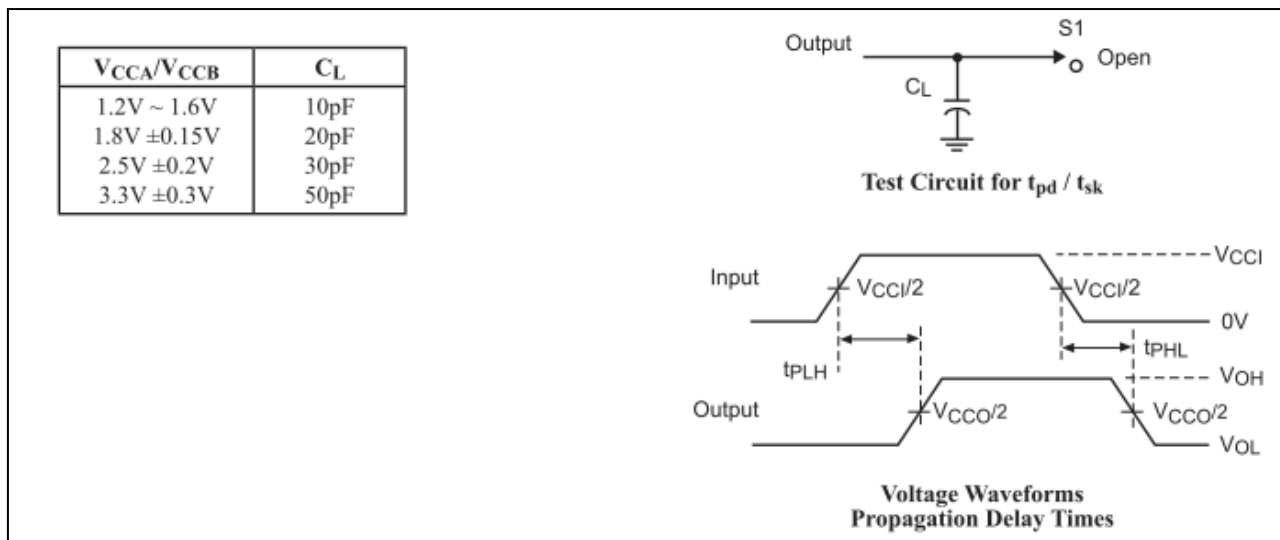 VCCA/VCCB CL
1.2V ~ 1.6V 10pF
1.8V ±0.15V 20pF
2.5V ±0.2V 30pF
3.3V ±0.3V 50pF
S1
Output Open
CL
Test Circuit for tpd / tsk
VCCI
Input VCCI/2 VCCI/2
0V
tPLH tPHL
VOH
Output VCCO/2 VCCO/2
VOL
Voltage Waveforms
Propagation Delay Times